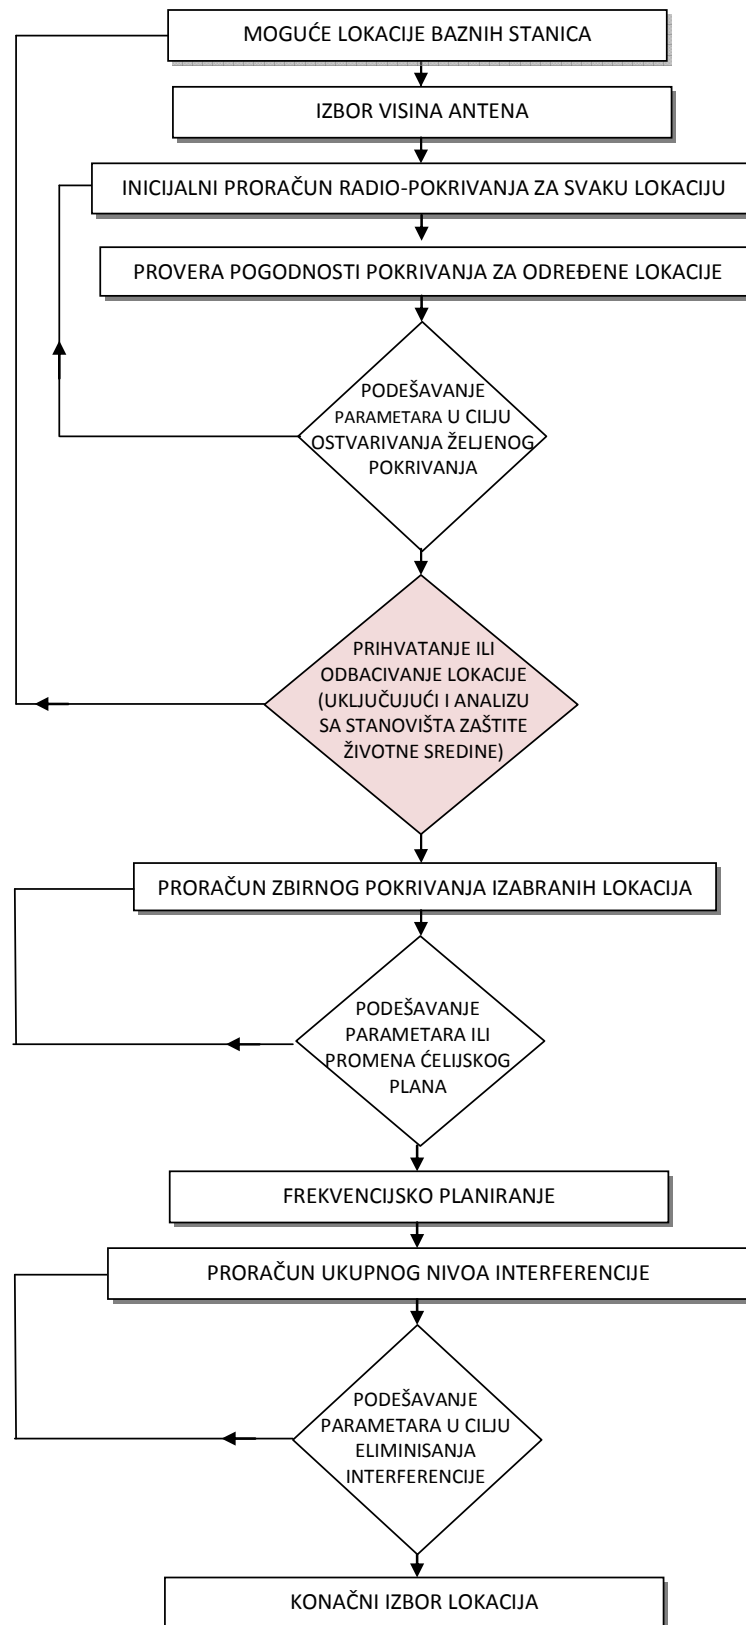 MOGUĆE LOKACIJE BAZNIH STANICA
IZBOR VISINA ANTENA
INICIJALNI PRORAČUN RADIO-POKRIVANJA ZA SVAKU LOKACIJU
PROVERA POGODNOSTI POKRIVANJA ZA ODREĐENE LOKACIJE
PODEŠAVANJE
PARAMETARA U CILJU
OSTVARIVANJA ŽELJENOG
POKRIVANJA
PRIHVATANJE ILI
ODBACIVANJE LOKACIJE
(UKLJUČUJUĆI I ANALIZU
SA STANOVIŠTA ZAŠTITE
ŽIVOTNE SREDINE)
PRORAČUN ZBIRNOG POKRIVANJA IZABRANIH LOKACIJA
PODEŠAVANJE
PARAMETARA ILI
PROMENA ĆELIJSKOG
PLANA
FREKVENCIJSKO PLANIRANJE
PRORAČUN UKUPNOG NIVOA INTERFERENCIJE
PODEŠAVANJE
PARAMETARA U CILJU
ELIMINISANJA
INTERFERENCIJE
KONAČNI IZBOR LOKACIJA